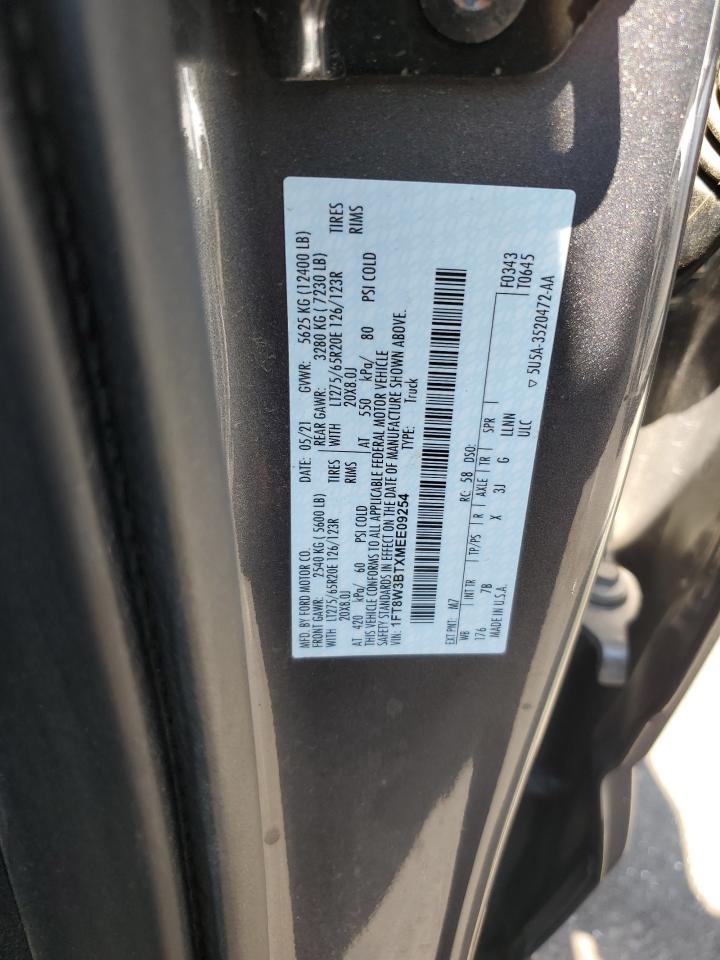 MFD. BY FORD MOTOR CO. DATE: 05/21 GVWR: 5625 KG (12400 LB)
FRONT GAWR: 2540 KG (5600 LB) REAR GAWR: 3280 KG (7230 LB)
WITH LT275/65R20E 126/123R TIRES WITH LT275/65R20E 126/123R TIRES
20X8.0J RIMS 20X8.0J RIMS
AT 420 kPa/ 60 PSI COLD AT 550 kPa/ 80 PSI COLD
THIS VEHICLE CONFORMS TO ALL APPLICABLE FEDERAL MOTOR VEHICLE
SAFETY STANDARDS IN EFFECT ON THE DATE OF MANUFACTURE SHOWN ABOVE.
VIN: 1FT8W3BTXMEE09254 TYPE: Truck
EXT PNT: M7 RC: 58 DSO: F0343
WB INT TR TP/PS R AXLE TR SPR T0645
176 7B X 3J G LLNN
MADE IN U.S.A. ULC ▽ 5U5A-3520472-AA